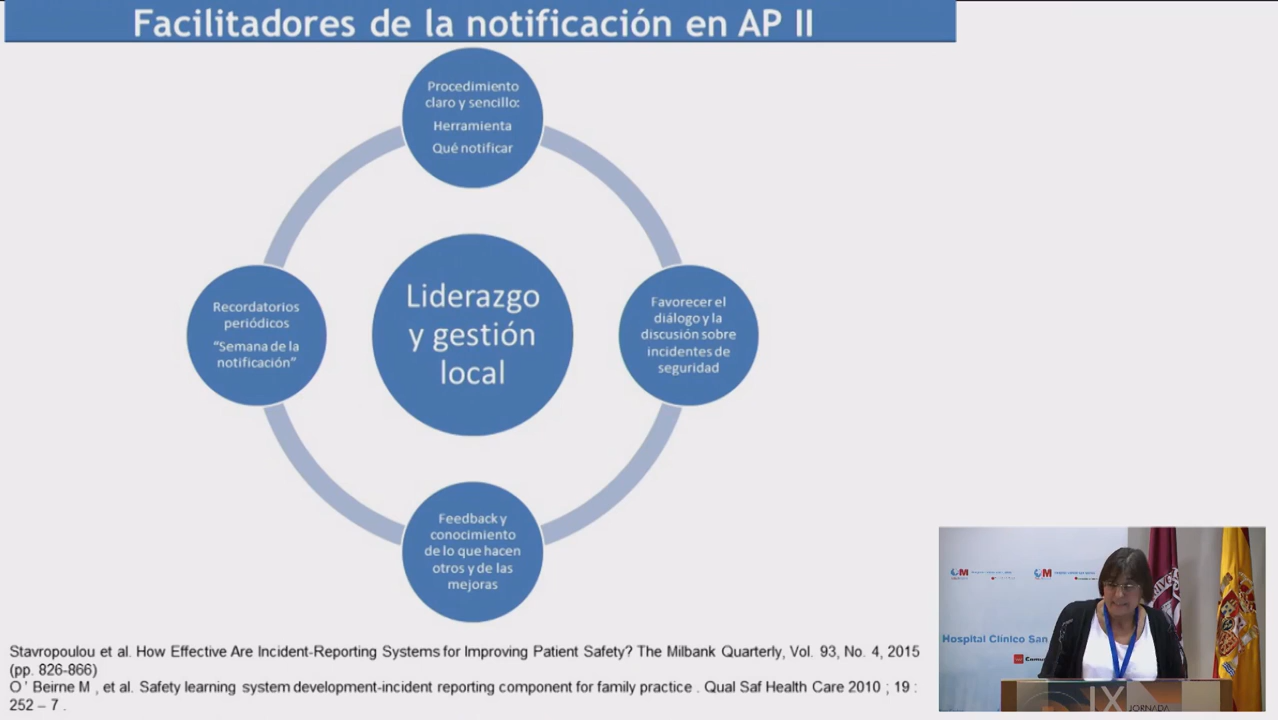 Facilitadores de la notificación en AP II
Procedimiento
claro y sencillo:
Herramienta
Qué notificar
Recordatorios
periódicos
"Semana de la
notificación"
Liderazgo
y gestión
local
Favorecer el
diálogo y la
discusión sobre
incidentes de
seguridad
Feedback y
conocimiento
de lo que hacen
otros y de las
mejoras
Stavropoulou et al. How Effective Are Incident-Reporting Systems for Improving Patient Safety? The Milbank Quarterly, Vol. 93, No. 4, 2015
(pp. 826-866)
O ' Beirne M , et al. Safety learning system development-incident reporting component for family practice . Qual Saf Health Care 2010 ; 19 :
252 – 7 .
Hospital Clínico San
IX
JORNADA